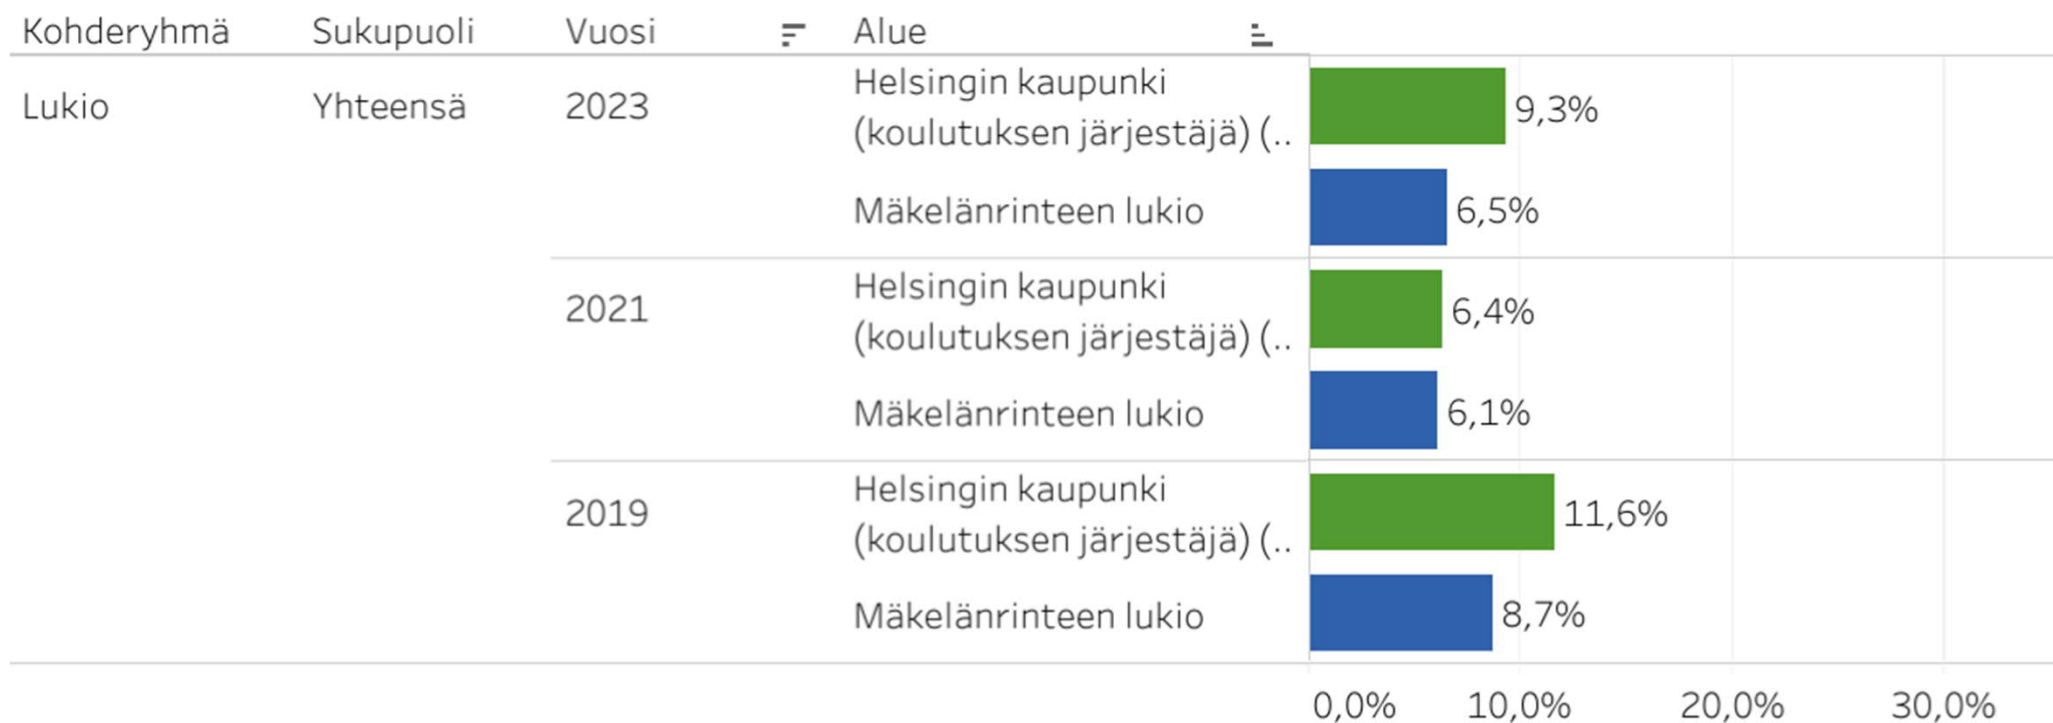 Kohderyhmä Sukupuoli Vuosi Alue
Lukio Yhteensä 2023 Helsingin kaupunki
(koulutuksen järjestäjä) (.. 9,3%
Mäkelänrinteen lukio 6,5%
2021 Helsingin kaupunki
(koulutuksen järjestäjä) (.. 6,4%
Mäkelänrinteen lukio 6,1%
2019 Helsingin kaupunki
(koulutuksen järjestäjä) (.. 11,6%
Mäkelänrinteen lukio 8,7%
0,0% 10,0% 20,0% 30,0%